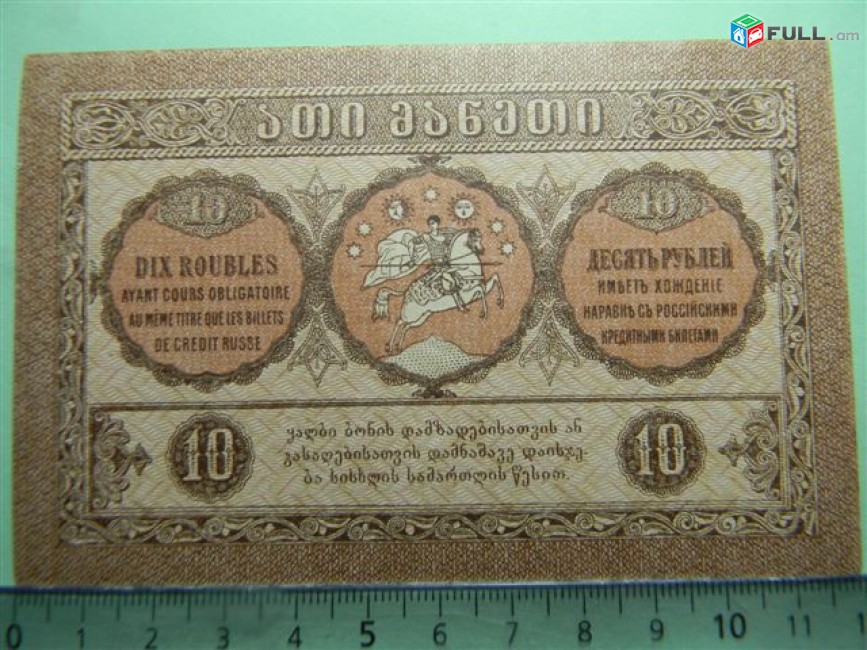 FULL.am
ათი მანეთი
10
DIX ROUBLES
AYANT COURS OBLIGATOIRE
AU MÊME TITRE QUE LES BILLETS
DE CREDIT RUSSE
10
ДЕСЯТЬ РУБЛЕЙ
ИМѢЕТЪ ХОЖДЕНІЕ
НАРАВНѢ СЪ РОССІЙСКИМИ
КРЕДИТНЫМИ БИЛЕТАМИ
10
ყალბი ბონის დამზადებისათვის ან
გასაღებისათვის დამნაშავე დაისჯე-
ბა სისხლის სამართლის წესით.
10
0 1 2 3 4 5 6 7 8 9 10 11